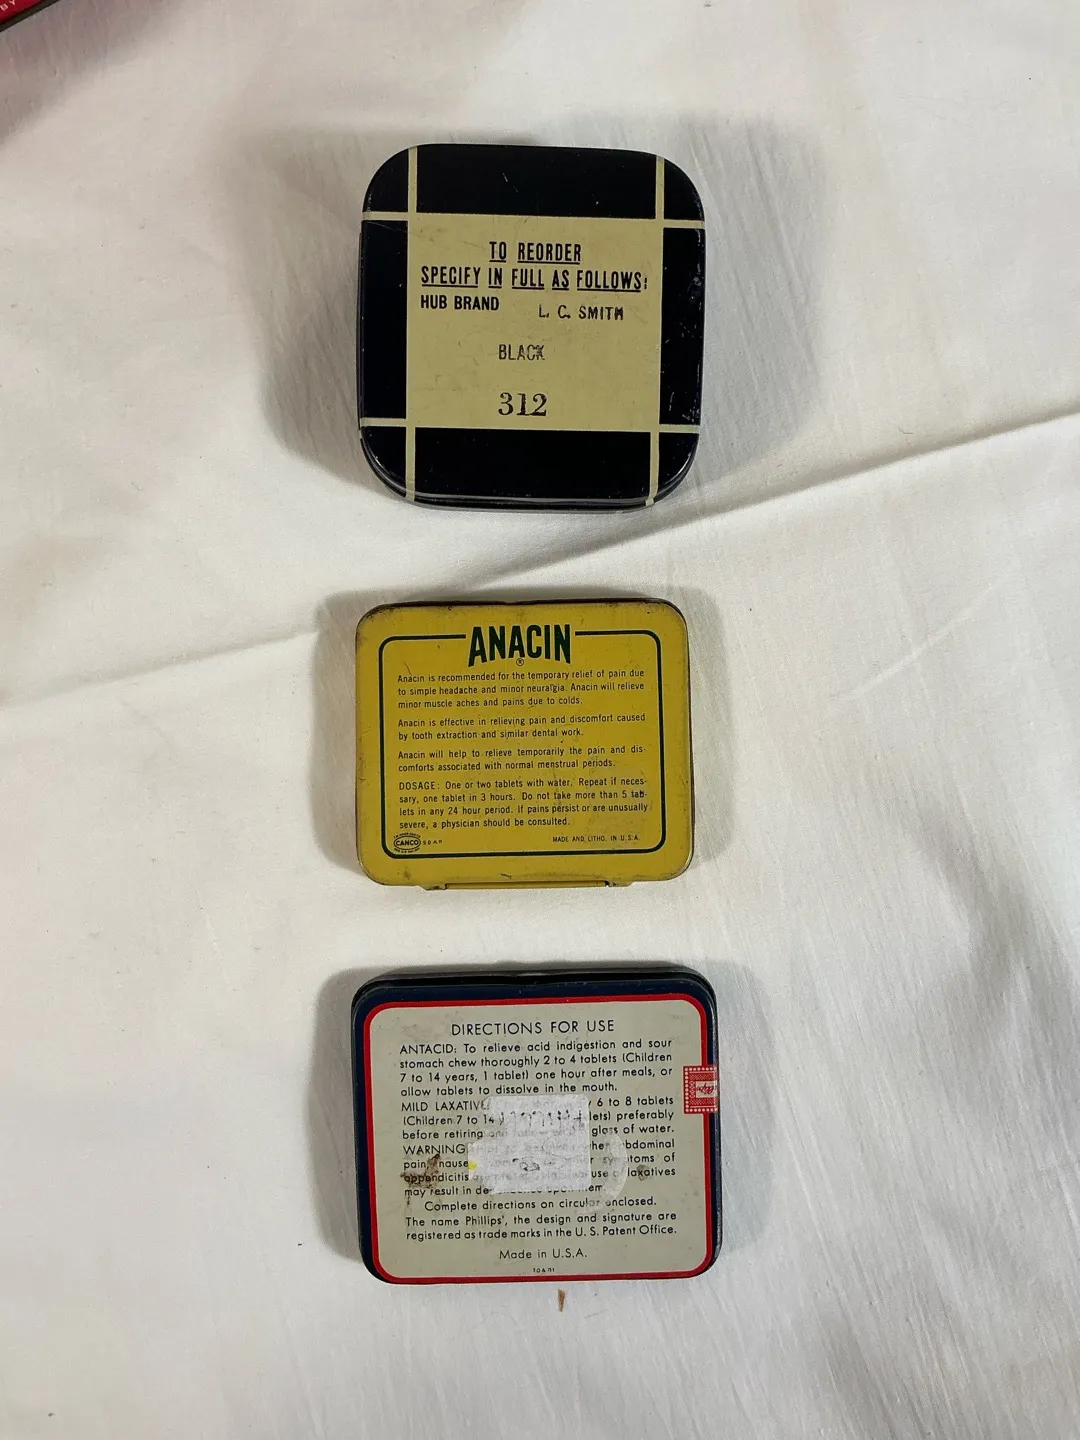 BY
TO REORDER
SPECIFY IN FULL AS FOLLOWS:
HUB BRAND L. C. SMITH
BLACK
312
ANACIN
®
Anacin is recommended for the temporary relief of pain due
to simple headache and minor neuralgia. Anacin will relieve
minor muscle aches and pains due to colds.
Anacin is effective in relieving pain and discomfort caused
by tooth extraction and similar dental work.
Anacin will help to relieve temporarily the pain and dis-
comforts associated with normal menstrual periods.
DOSAGE: One or two tablets with water. Repeat if neces-
sary, one tablet in 3 hours. Do not take more than 5 tab-
lets in any 24 hour period. If pains persist or are unusually
severe, a physician should be consulted.
CANCO MADE AND LITHO. IN U.S.A.
DIRECTIONS FOR USE
ANTACID: To relieve acid indigestion and sour
stomach chew thoroughly 2 to 4 tablets (Children
7 to 14 years, 1 tablet) one hour after meals, or
allow tablets to dissolve in the mouth.
MILD LAXATIVE 6 to 8 tablets
(Children 7 to 14 preferably
before retiring glass of water.
WARNING abdominal
pain, symptoms of
appendicitis use of laxatives
may result in them.
Complete directions on circular enclosed.
The name Phillips', the design and signature are
registered as trade marks in the U. S. Patent Office.
Made in U.S.A.